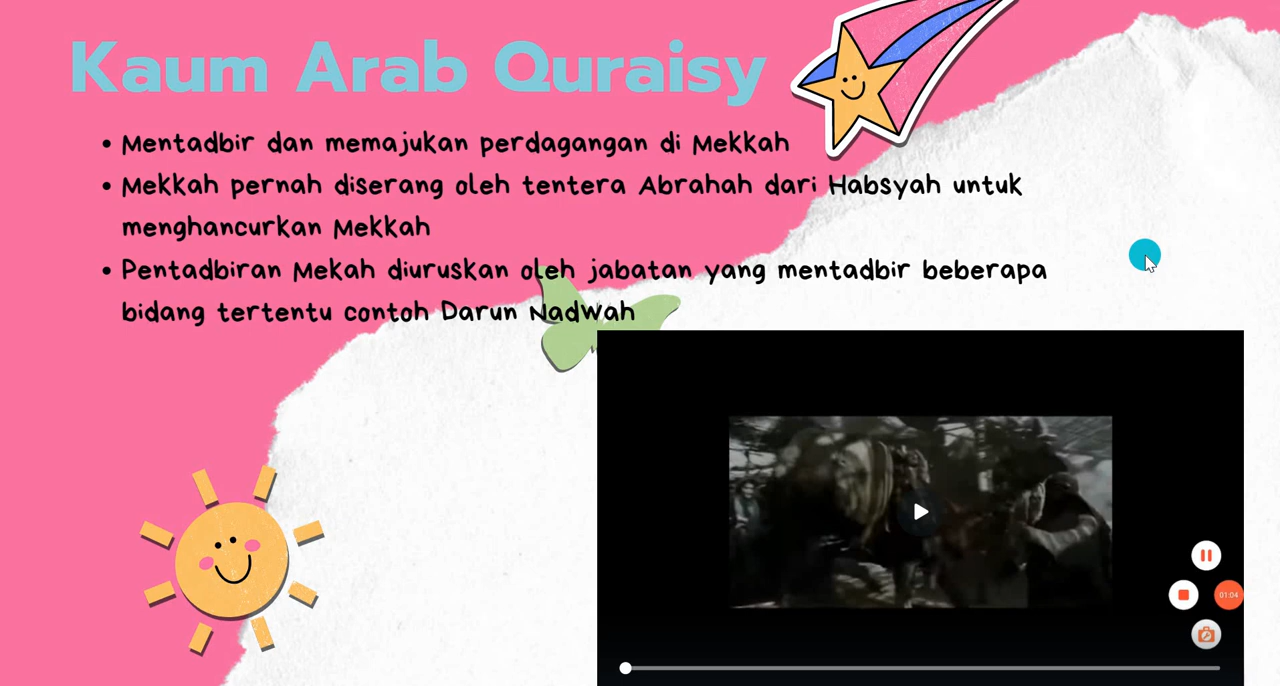 Kaum Arab Quraisy
• Mentadbir dan memajukan perdagangan di Mekkah
• Mekkah pernah diserang oleh tentera Abrahah dari Habsyah untuk
menghancurkan Mekkah
• Pentadbiran Mekah diuruskan oleh jabatan yang mentadbir beberapa
bidang tertentu contoh Darun Nadwah
01:04